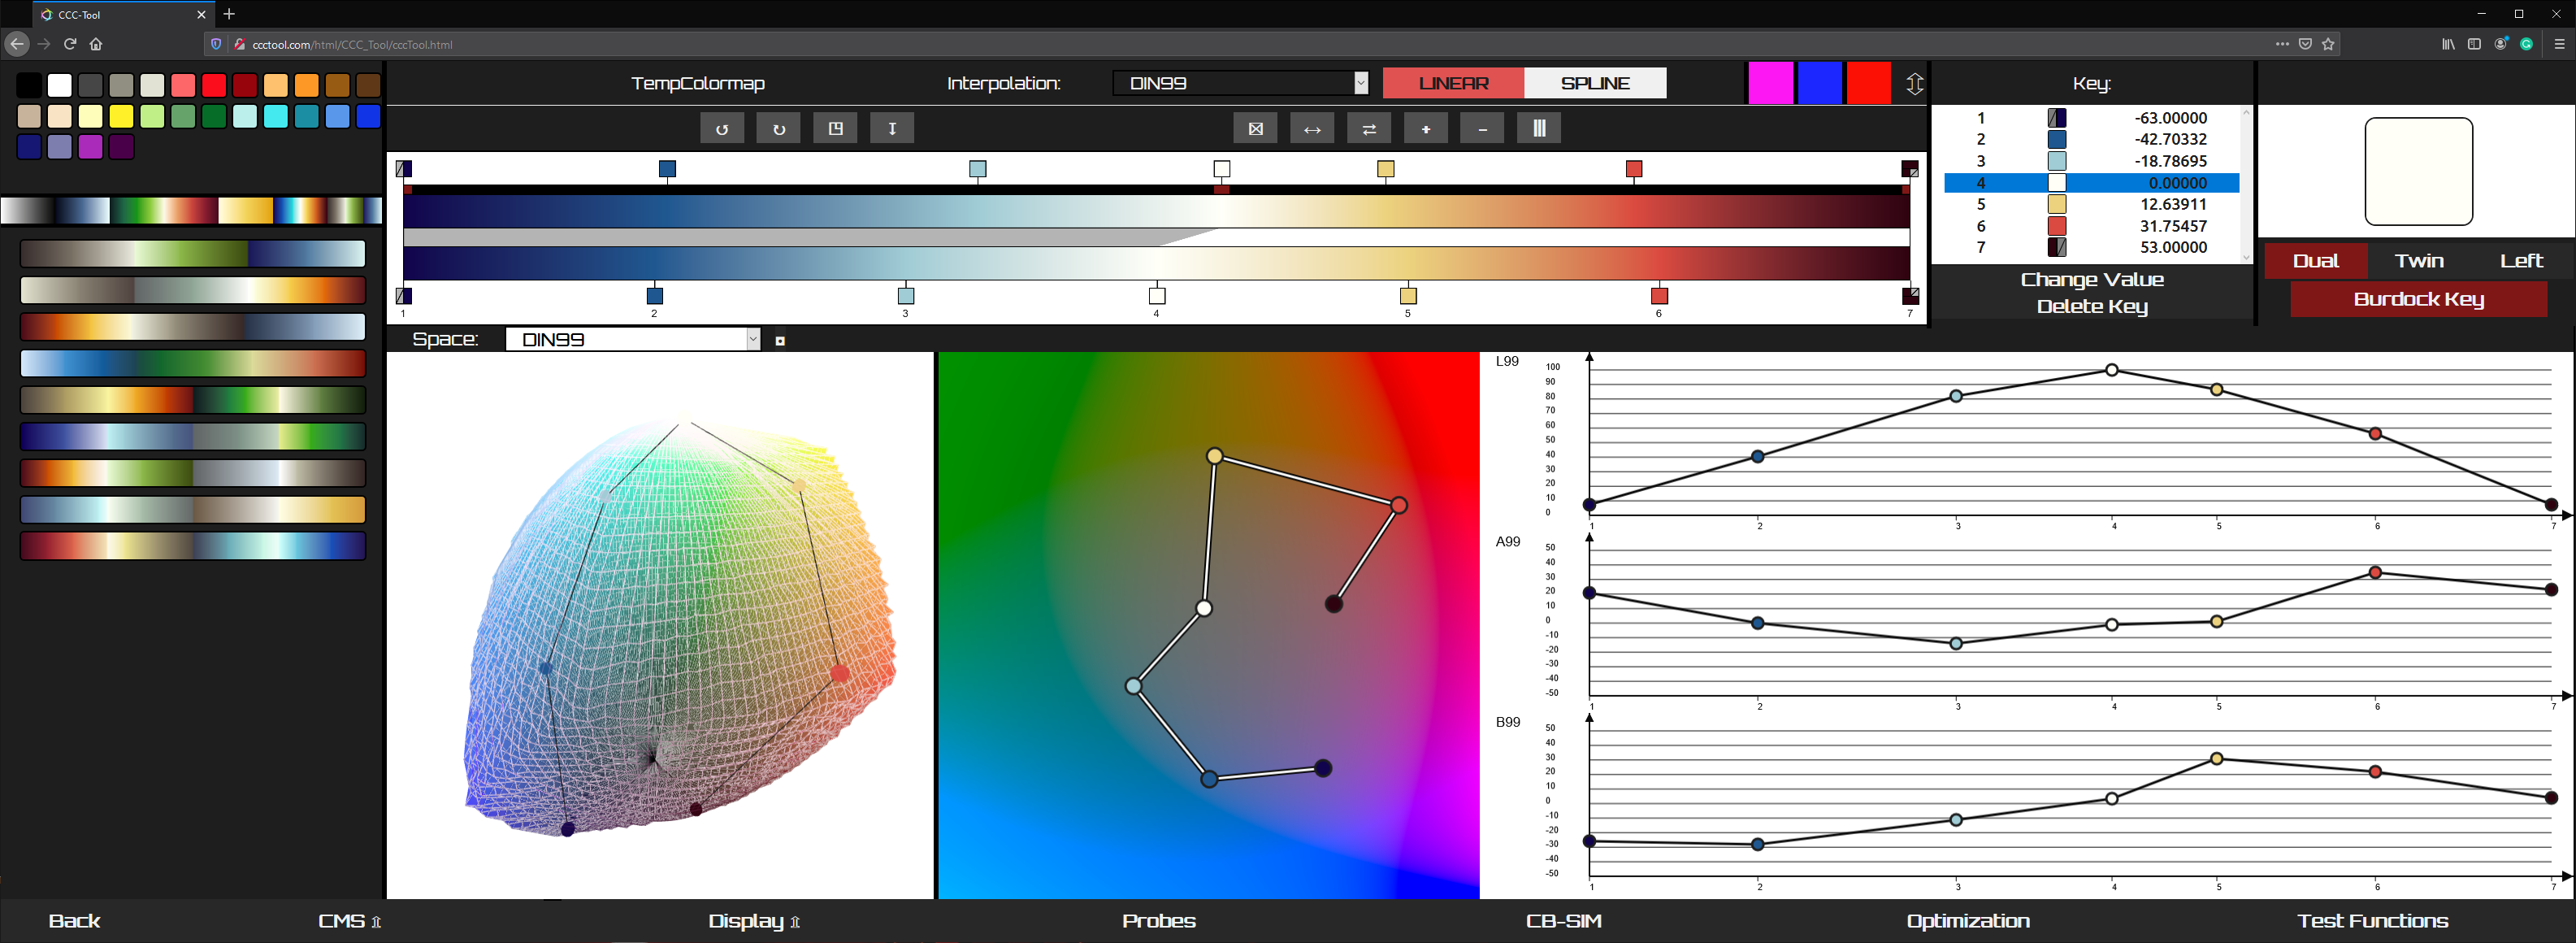 CCC-Tool
ccctool.com/html/CCC_Tool/cccTool.html
TempColormap
Interpolation:
DIN99
LINEAR
SPLINE
Key:
1 -63.00000
2 -42.70332
3 -18.78695
4 0.00000
5 12.63911
6 31.75457
7 53.00000
Change Value
Delete Key
Dual Twin Left
Burdock Key
1 2 3 4 5 6 7
Space:
DIN99
L99
100
90
80
70
60
50
40
30
20
10
0
1 2 3 4 5 6 7
A99
50
40
30
20
10
0
-10
-20
-30
-40
-50
1 2 3 4 5 6 7
B99
50
40
30
20
10
0
-10
-20
-30
-40
-50
1 2 3 4 5 6 7
Back CMS ⇫ Display ⇫ Probes CB-SIM Optimization Test Functions